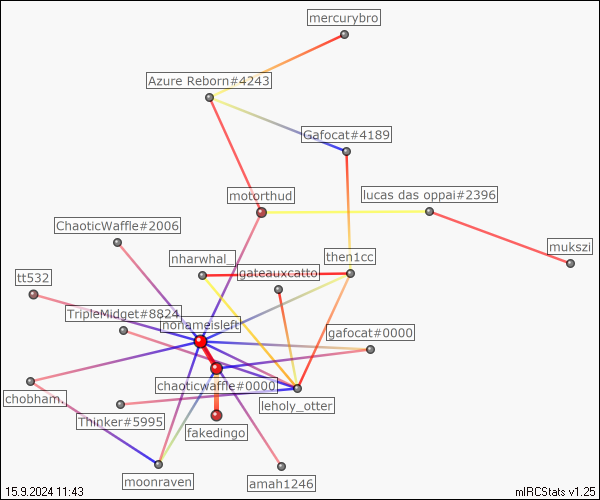 mercurybro
Azure Reborn#4243
Gafocat#4189
motorthud
lucas das oppai#2396
ChaoticWaffle#2006
mukszi
nharwhal_
then1cc
gateauxcatto
tt532
TripleMidget#8824
nonameisleft
gafocat#0000
chaoticwaffle#0000
chobham.
leholy_otter
Thinker#5995
fakedingo
moonraven
amah1246
15.9.2024 11:43
mIRCStats v1.25